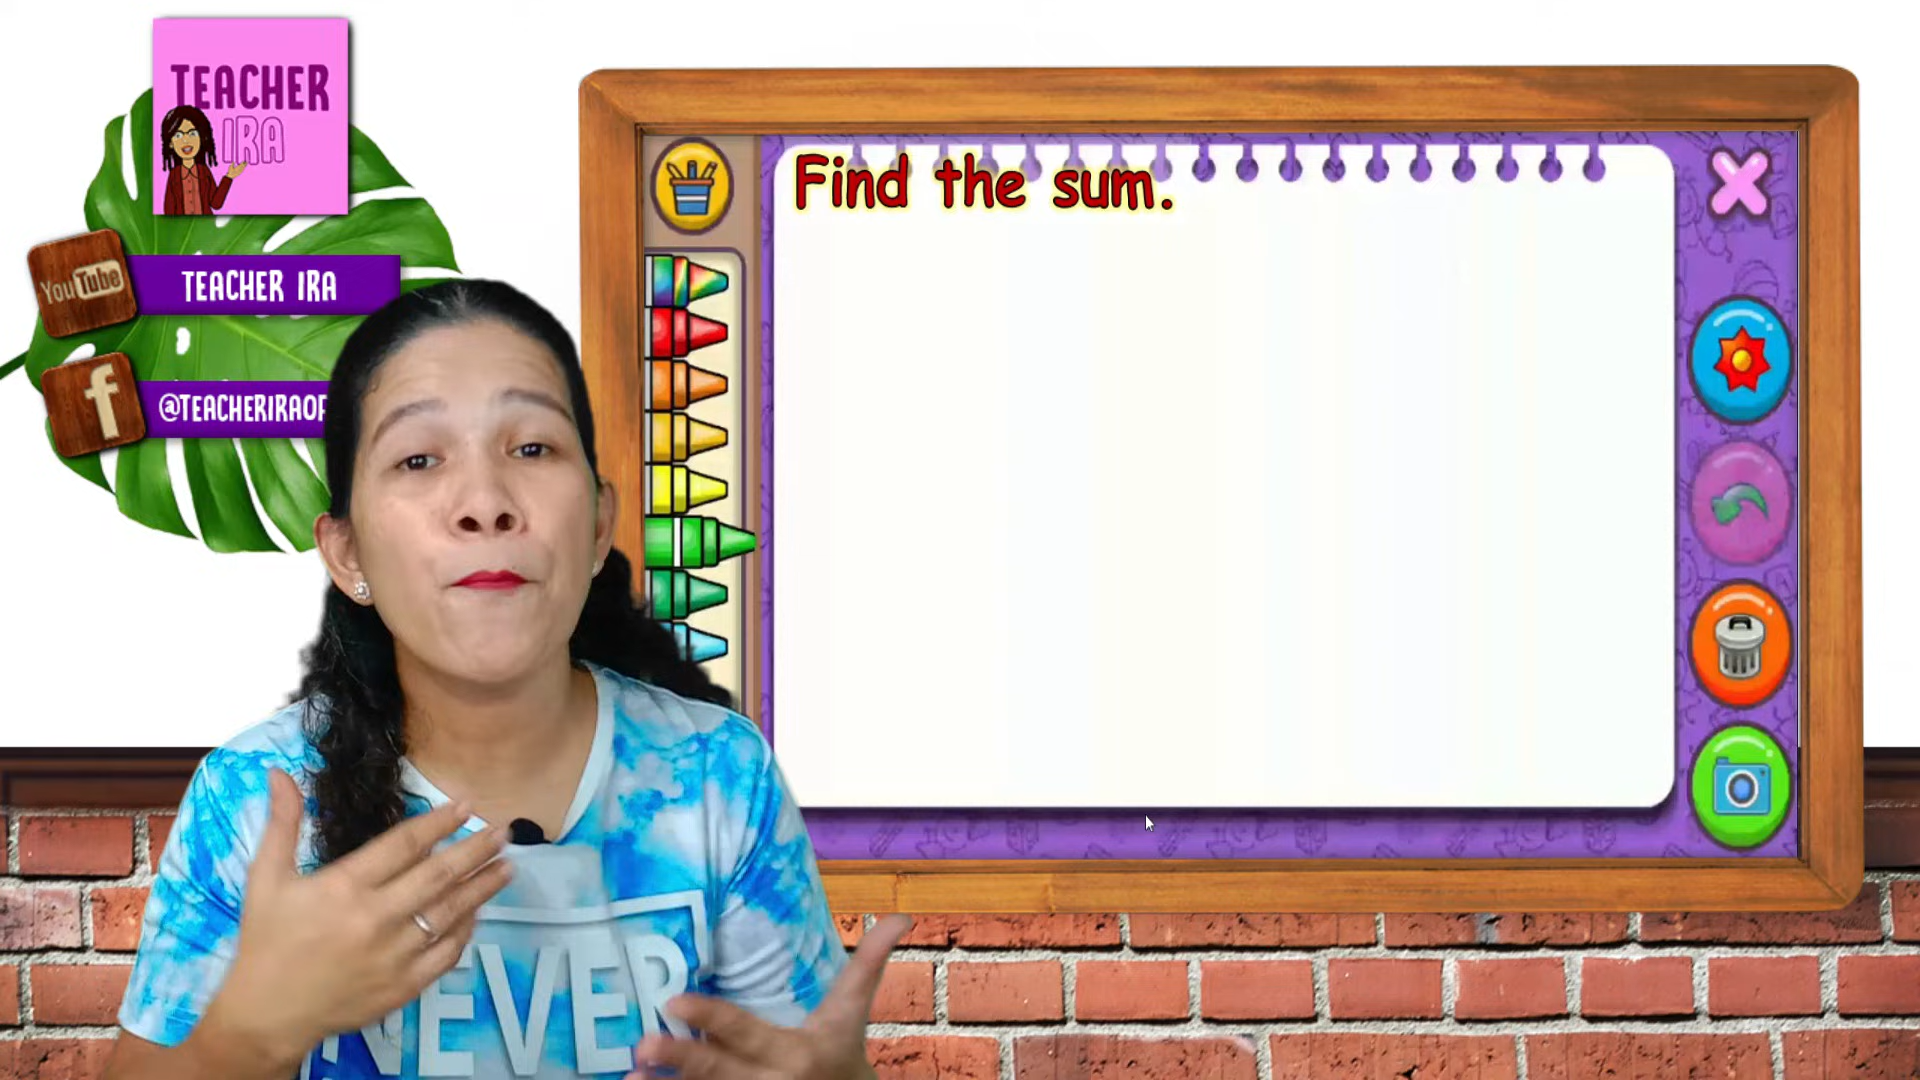 TEACHER
IRA
YouTube
TEACHER IRA
f
@TEACHERIRAOF
Find the sum.
NEVER